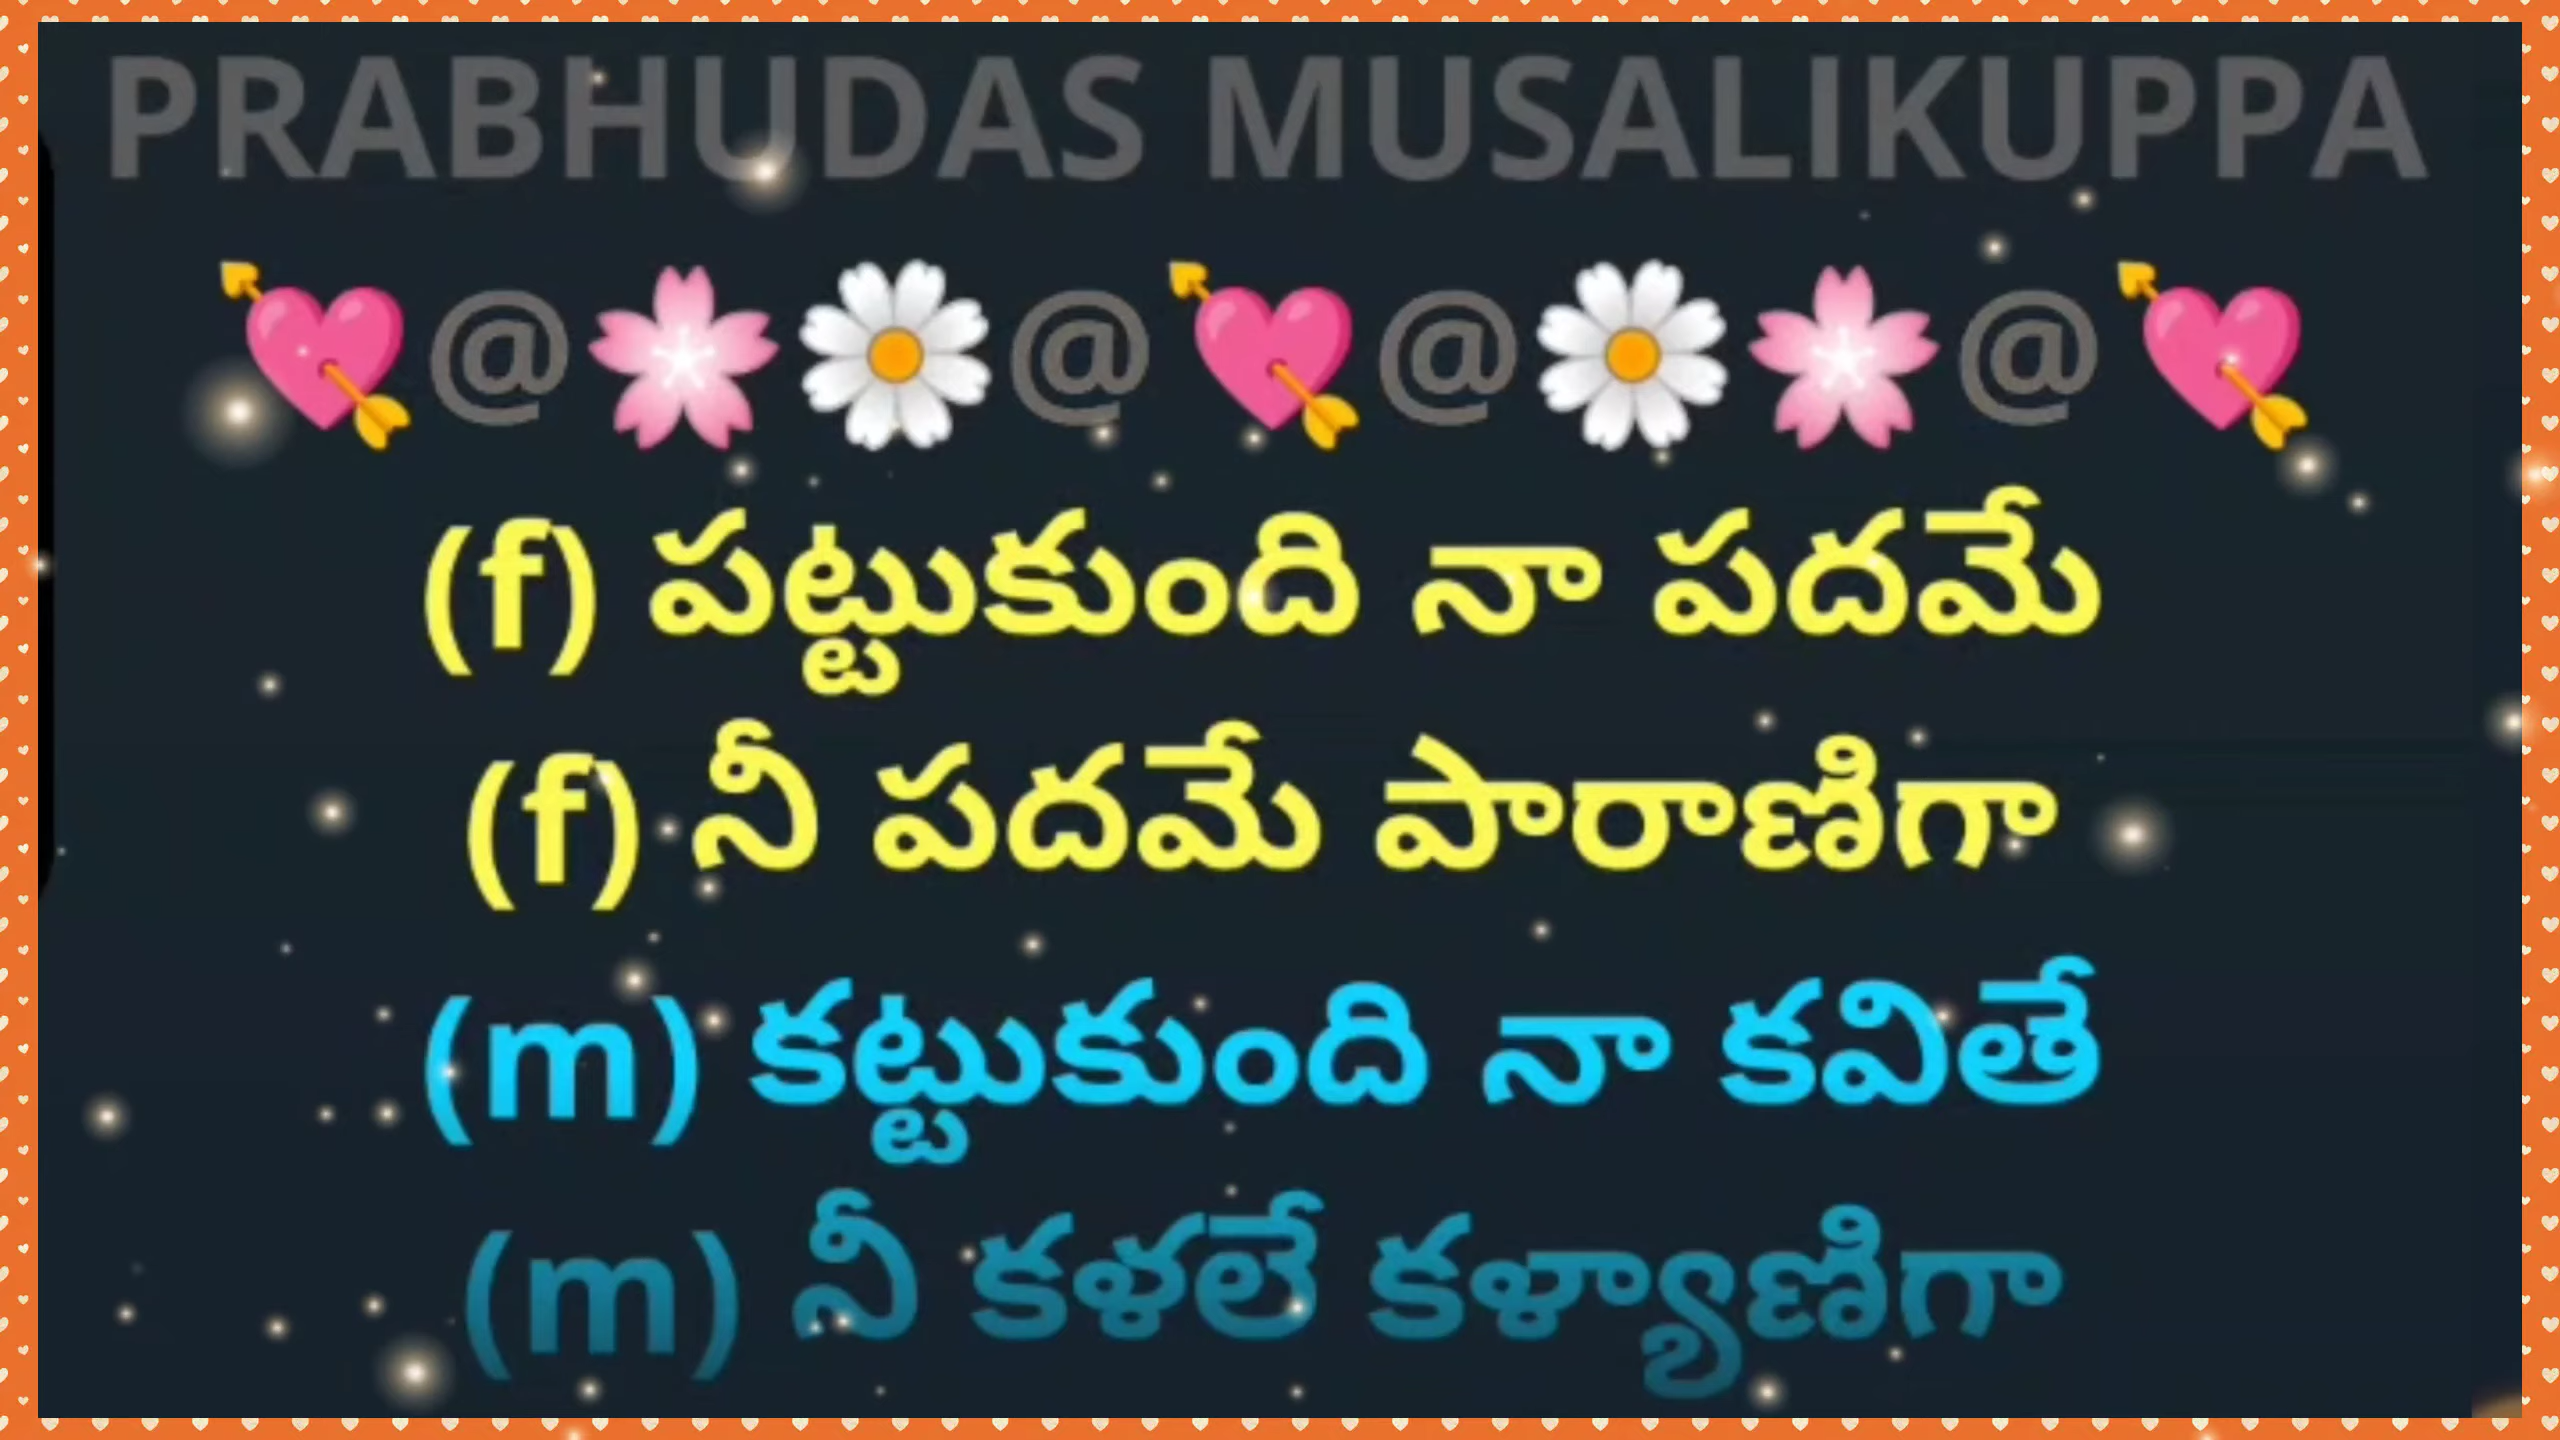 PRABHUDAS MUSALIKUPPA
💘@🌸🌼@💘@🌼🌸@💘
(f) పట్టుకుంది నా పదమే
(f) నీ పదమే పారాణిగా
(m) కట్టుకుంది నా కవితే
(m) నీ కళలే కళ్యాణిగా